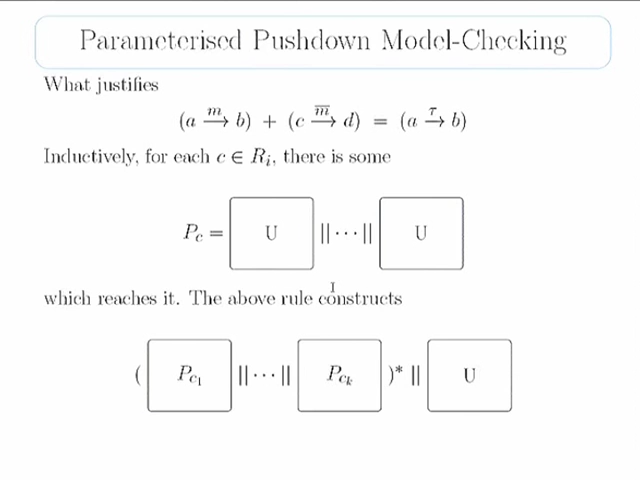 Parameterised Pushdown Model-Checking
What justifies
(a \xrightarrow{m} b) + (c \xrightarrow{\overline{m}} d) = (a \xrightarrow{τ} b)
Inductively, for each c ∈ R_i, there is some
P_c = U || ··· || U
which reaches it. The above rule constructs
( P_{c_1} || ··· || P_{c_k} )* || U